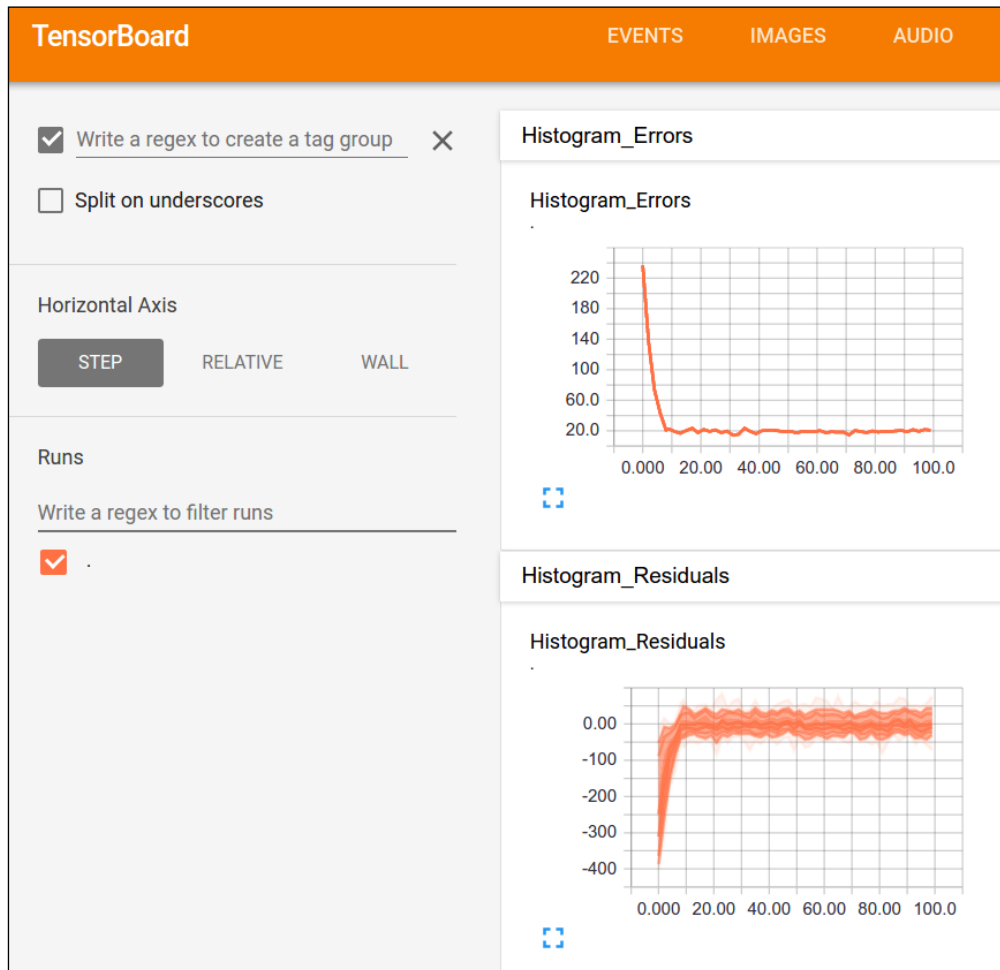 TensorBoard EVENTS IMAGES AUDIO
Write a regex to create a tag group
Split on underscores
Horizontal Axis
STEP RELATIVE WALL
Runs
Write a regex to filter runs
.
Histogram_Errors
Histogram_Errors
.
220
180
140
100
60.0
20.0
0.000 20.00 40.00 60.00 80.00 100.0
Histogram_Residuals
Histogram_Residuals
.
0.00
-100
-200
-300
-400
0.000 20.00 40.00 60.00 80.00 100.0